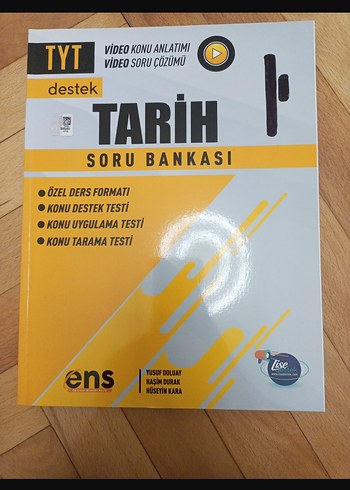 TYT
destek
VİDEO KONU ANLATIMI
VİDEO SORU ÇÖZÜMÜ
TARİH
SORU BANKASI
ÖZEL DERS FORMATI
KONU DESTEK TESTİ
KONU UYGULAMA TESTİ
KONU TARAMA TESTİ
ens
YUSUF DOLUAY
HAŞİM DURAK
HÜSEYİN KARA
Lise